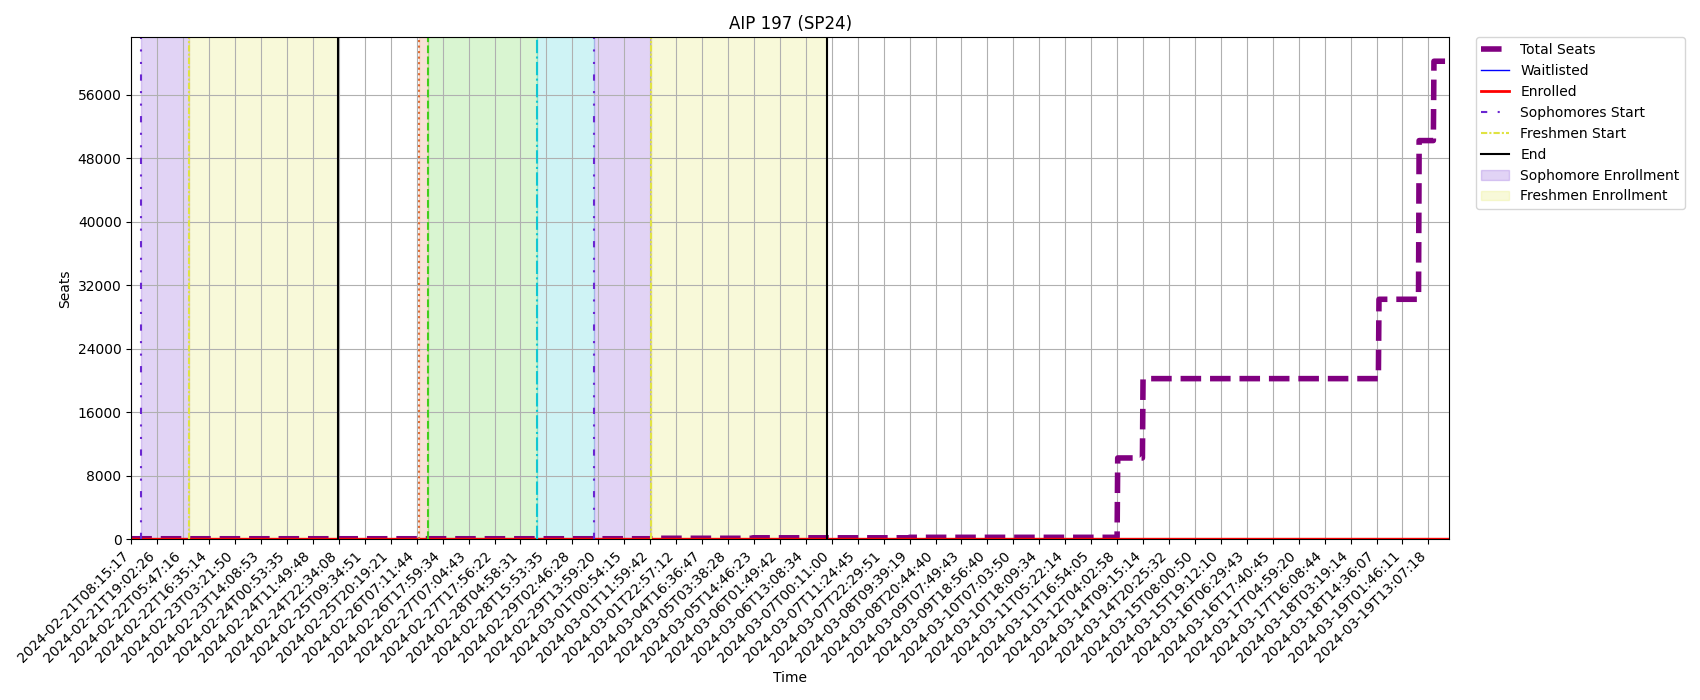 AIP 197 (SP24)
Total Seats
Waitlisted
Enrolled
Sophomores Start
Freshmen Start
End
Sophomore Enrollment
Freshmen Enrollment
Seats
56000
48000
40000
32000
24000
16000
8000
0
2024-02-21T08:15:17
2024-02-21T19:02:26
2024-02-22T05:47:16
2024-02-22T16:35:14
2024-02-23T03:21:50
2024-02-23T14:08:53
2024-02-24T00:53:35
2024-02-24T11:49:48
2024-02-24T22:34:08
2024-02-25T09:34:51
2024-02-25T20:19:21
2024-02-26T07:11:44
2024-02-26T17:59:34
2024-02-27T07:04:43
2024-02-27T17:56:22
2024-02-28T04:58:31
2024-02-28T15:53:35
2024-02-29T02:46:28
2024-02-29T13:59:20
2024-03-01T00:54:15
2024-03-01T11:59:42
2024-03-01T22:57:12
2024-03-04T16:36:47
2024-03-05T03:38:28
2024-03-05T14:46:23
2024-03-06T01:49:42
2024-03-06T13:08:34
2024-03-07T00:11:00
2024-03-07T11:24:45
2024-03-07T22:29:51
2024-03-08T09:39:19
2024-03-08T20:44:40
2024-03-09T07:49:43
2024-03-09T18:56:40
2024-03-10T07:03:50
2024-03-10T18:09:34
2024-03-11T05:22:14
2024-03-11T16:54:05
2024-03-12T04:02:58
2024-03-14T09:15:14
2024-03-14T20:25:32
2024-03-15T08:00:50
2024-03-15T19:12:10
2024-03-16T06:29:43
2024-03-16T17:40:45
2024-03-17T04:59:20
2024-03-17T16:08:44
2024-03-18T03:19:14
2024-03-18T14:36:07
2024-03-19T01:46:11
2024-03-19T13:07:18
Time